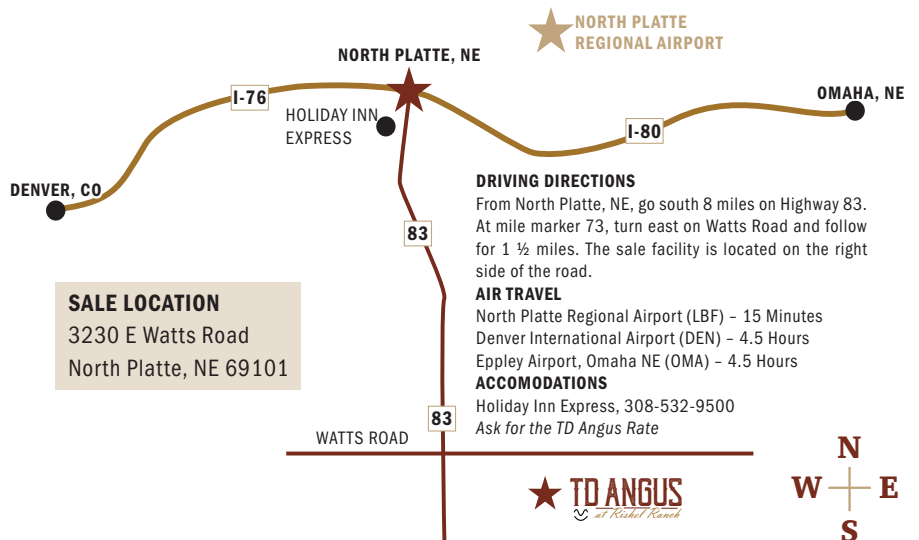 NORTH PLATTE
REGIONAL AIRPORT
NORTH PLATTE, NE
I-76
OMAHA, NE
HOLIDAY INN
EXPRESS
I-80
DENVER, CO
DRIVING DIRECTIONS
From North Platte, NE, go south 8 miles on Highway 83.
At mile marker 73, turn east on Watts Road and follow
for 1 ½ miles. The sale facility is located on the right
side of the road.
83
SALE LOCATION
3230 E Watts Road
North Platte, NE 69101
AIR TRAVEL
North Platte Regional Airport (LBF) – 15 Minutes
Denver International Airport (DEN) – 4.5 Hours
Eppley Airport, Omaha NE (OMA) – 4.5 Hours
ACCOMODATIONS
Holiday Inn Express, 308-532-9500
Ask for the TD Angus Rate
83
WATTS ROAD
TD ANGUS
at Rishel Ranch
N
W E
S